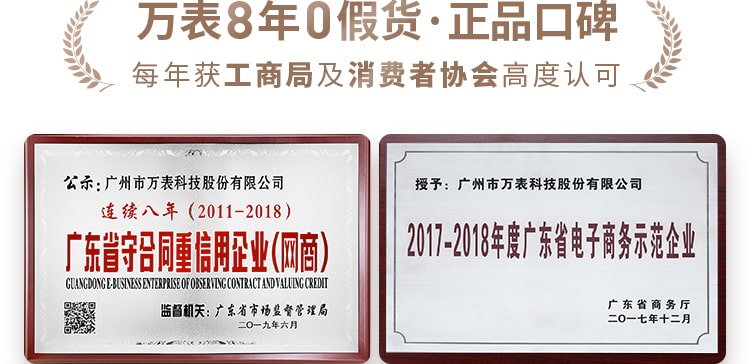 万表8年0假货·正品口碑
每年获工商局及消费者协会高度认可
公示：广州市万表科技股份有限公司
连续八年（2011-2018）
广东省守合同重信用企业（网商）
GUANGDONG E-BUSINESS ENTERPRISE OF OBSERVING CONTRACT AND VALUING CREDIT
监督机关：广东省市场监督管理局
二〇一九年六月
授予：广州市万表科技股份有限公司
2017-2018年度广东省电子商务示范企业
广东省商务厅
二〇一七年十二月